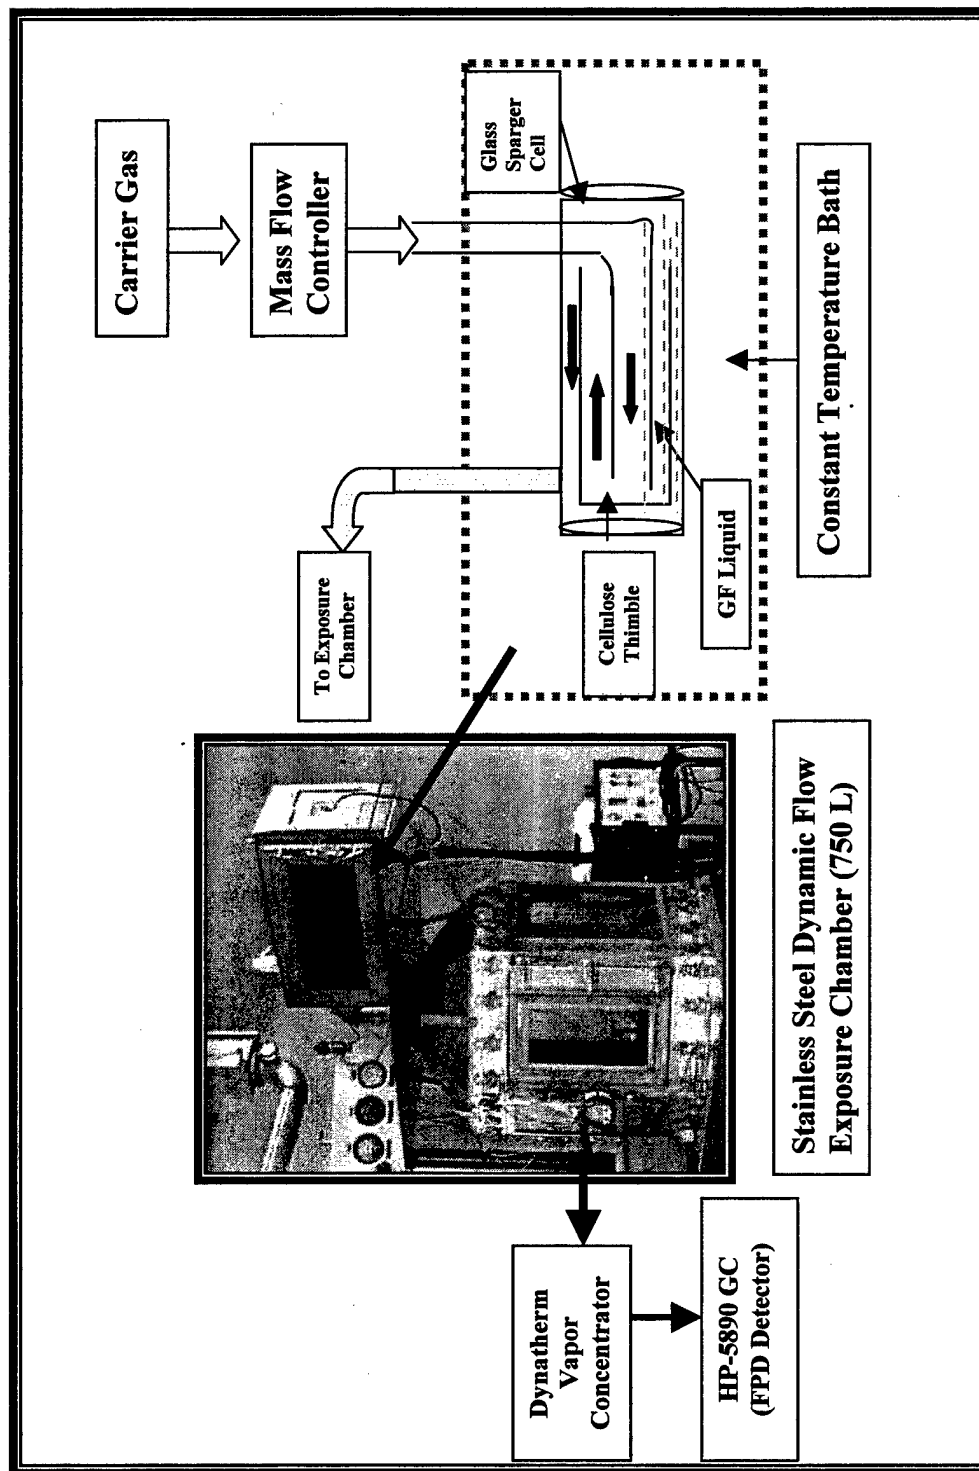 Carrier Gas
Mass Flow
Controller
Glass
Sparger
Cell
To Exposure
Chamber
Cellulose
Thimble
GF Liquid
Constant Temperature Bath
Stainless Steel Dynamic Flow
Exposure Chamber (750 L)
Dynatherm
Vapor
Concentrator
HP-5890 GC
(FPD Detector)